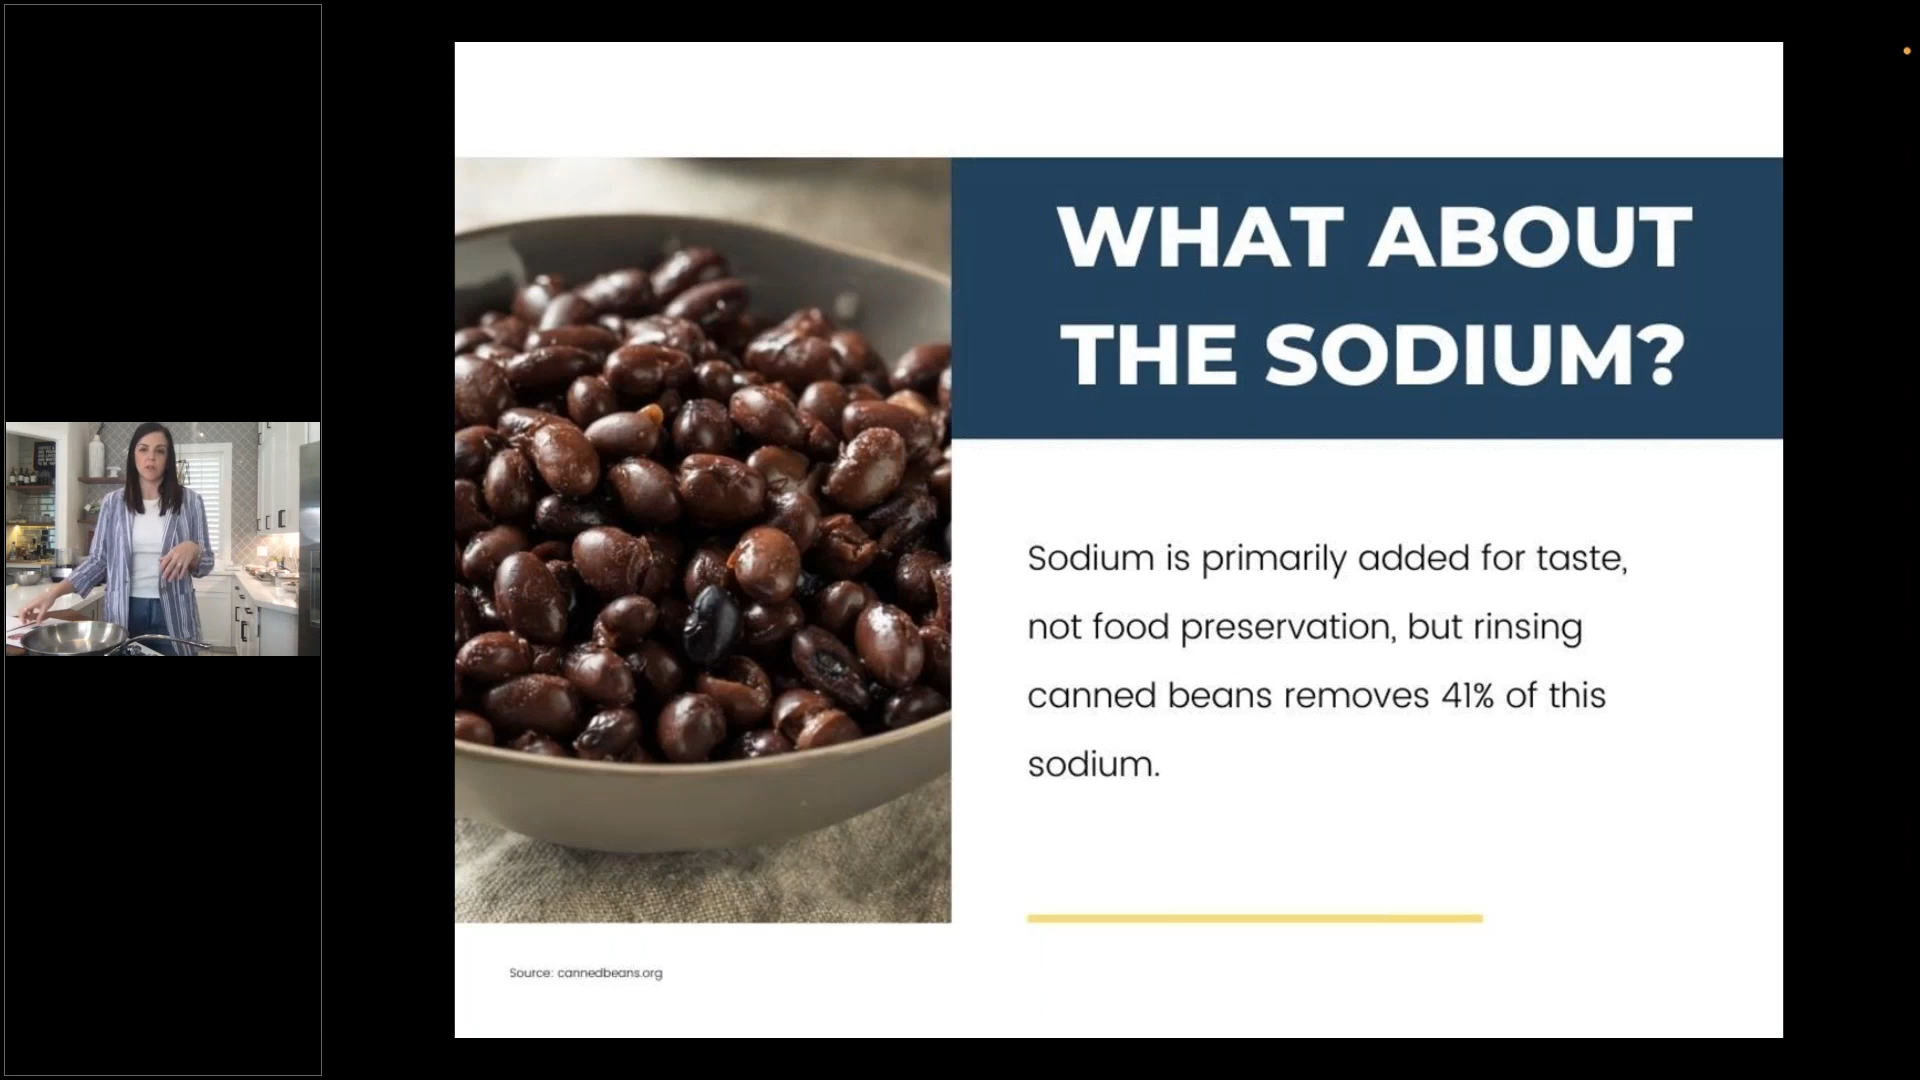 WHAT ABOUT
THE SODIUM?
Sodium is primarily added for taste,
not food preservation, but rinsing
canned beans removes 41% of this
sodium.
Source: cannedbeans.org